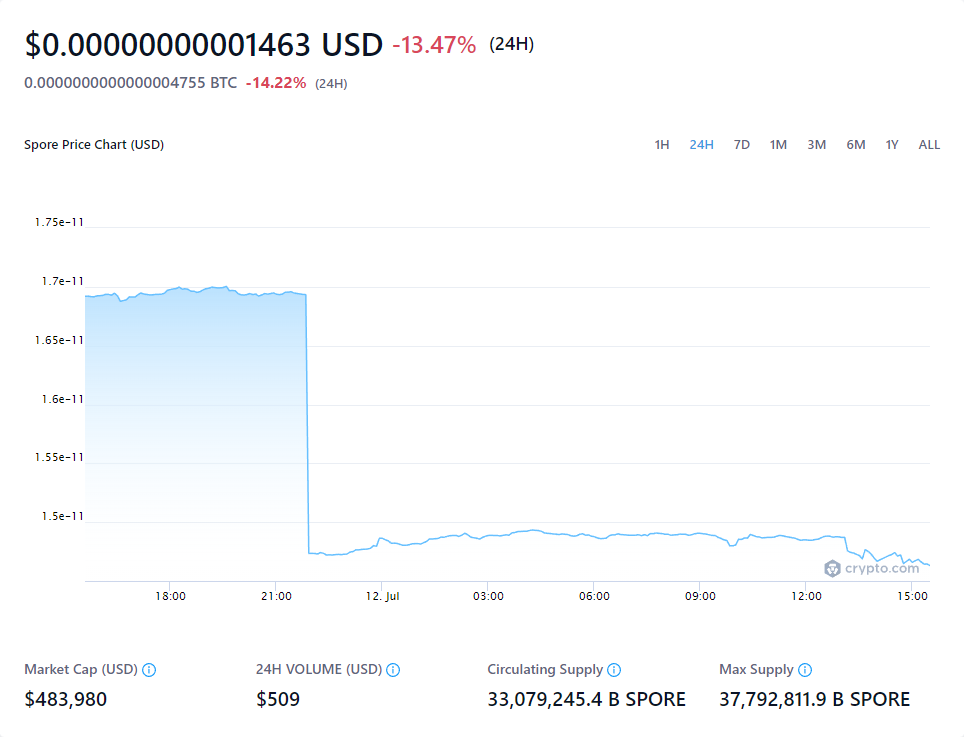 $0.00000000001463 USD -13.47% (24H)
0.0000000000000004755 BTC -14.22% (24H)
Spore Price Chart (USD) 1H 24H 7D 1M 3M 6M 1Y ALL
1.75e-11
1.7e-11
1.65e-11
1.6e-11
1.55e-11
1.5e-11
crypto.com
18:00 21:00 12. Jul 03:00 06:00 09:00 12:00 15:00
Market Cap (USD) 24H VOLUME (USD) Circulating Supply Max Supply
$483,980 $509 33,079,245.4 B SPORE 37,792,811.9 B SPORE